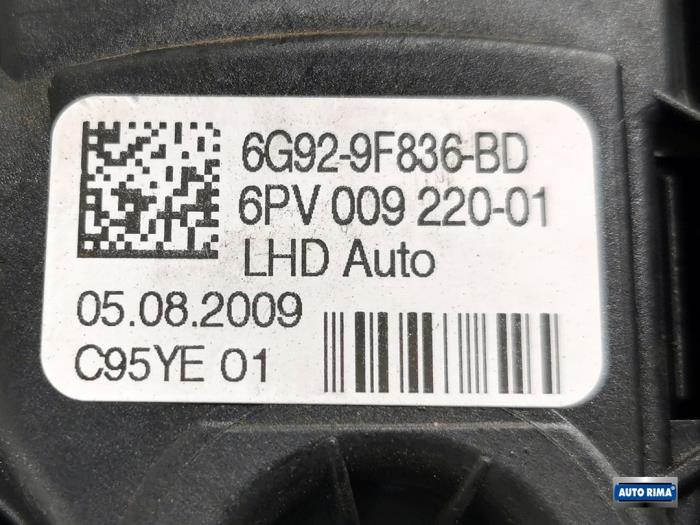 6G92-9F836-BD
6PV 009 220-01
LHD Auto
05.08.2009
C95YE 01
AUTO RIMA